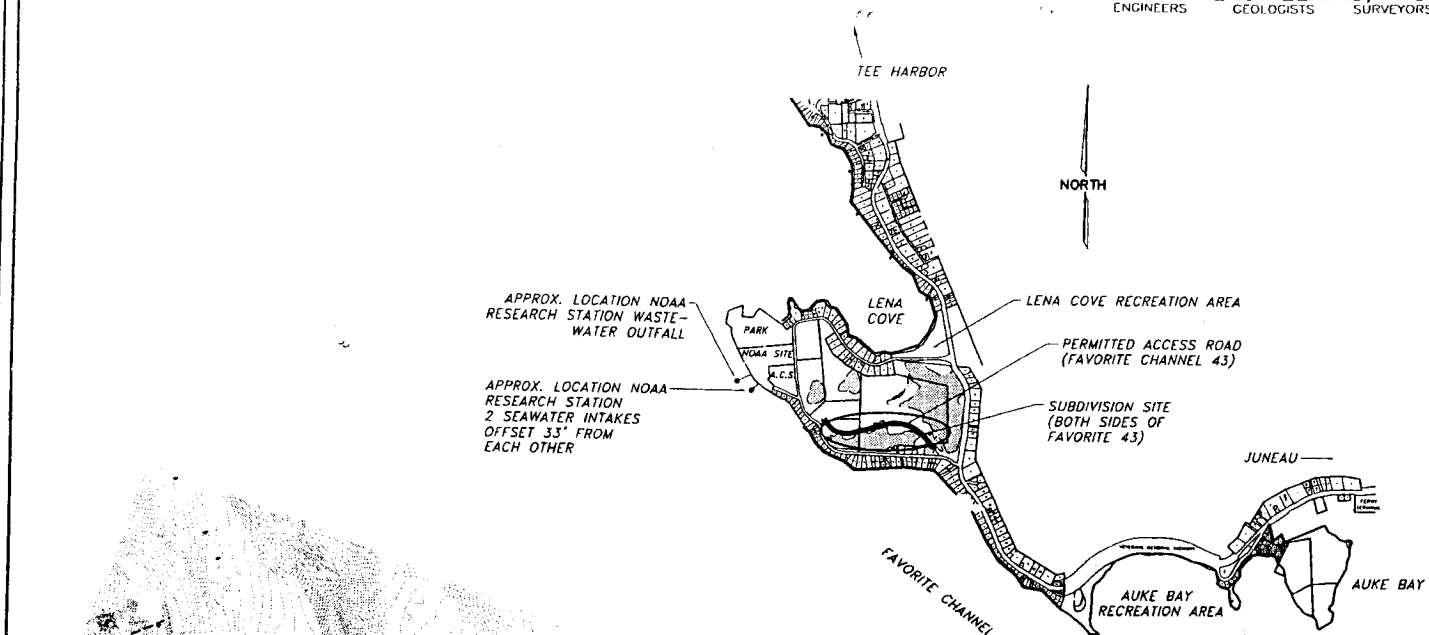 ENGINEERS GEOLOGISTS SURVEYORS
TEE HARBOR
NORTH
APPROX. LOCATION NOAA
RESEARCH STATION WASTE-
WATER OUTFALL
LENA
COVE
LENA COVE RECREATION AREA
PARK
NOAA SITE
A.C.S
PERMITTED ACCESS ROAD
(FAVORITE CHANNEL 43)
APPROX. LOCATION NOAA
RESEARCH STATION
2 SEAWATER INTAKES
OFFSET 33' FROM
EACH OTHER
SUBDIVISION SITE
(BOTH SIDES OF
FAVORITE 43)
JUNEAU
FERRY
TERMINAL
FAVORITE CHANNEL
AUKE BAY
RECREATION AREA
AUKE BAY